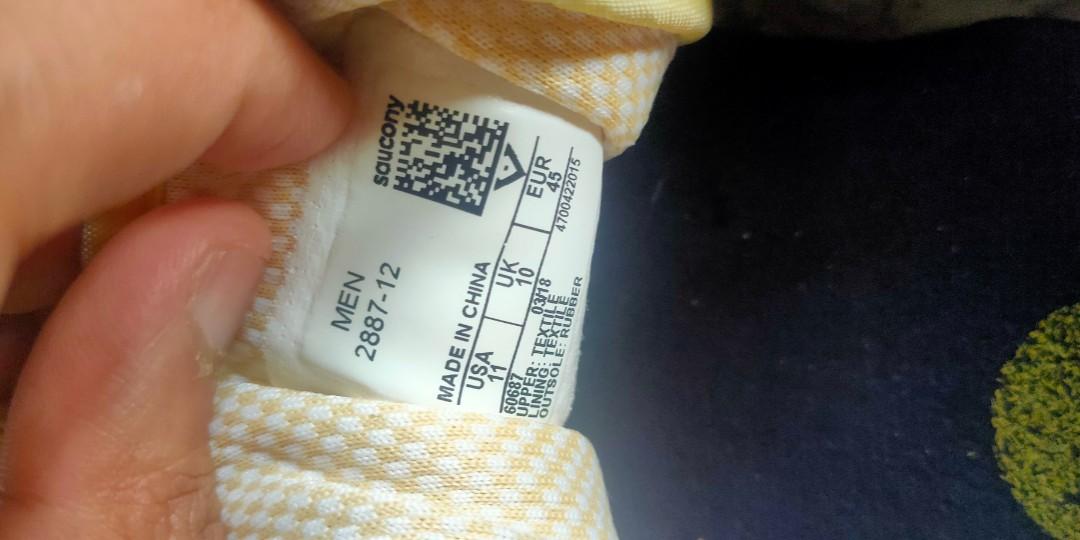 saucony
MEN
2887-12
MADE IN CHINA
USA UK EUR
11 10 45
60687 03/18 4700422015
UPPER: TEXTILE
LINING: TEXTILE
OUTSOLE: RUBBER